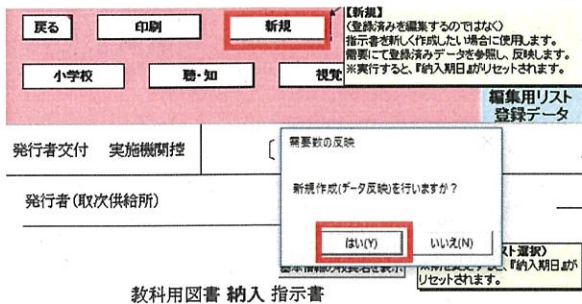 戻る
印刷
新規
【新規】
(登録済みを編集するのではなく)
指示書を新しく作成したい場合に使用します。
需要にて登録済みデータを参照し、反映します。
※実行すると、『納入期日』がリセットされます。
小学校
聴・知
視覚
編集用リスト
登録データ
発行者交付 実施機関控
需要数の反映
新規作成(データ反映)を行いますか?
発行者(取次供給所)
はい(Y)
いいえ(N)
スト選択)
『納入期日』が
リセットされます。
教科用図書 納入 指示書